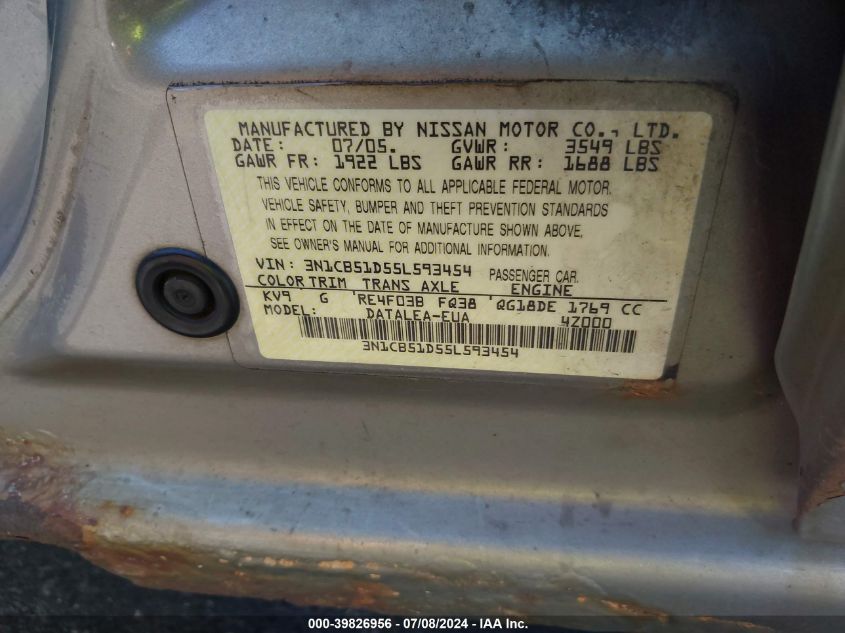 MANUFACTURED BY NISSAN MOTOR CO., LTD.
DATE: 07/05. GVWR: 3549 LBS
GAWR FR: 1922 LBS GAWR RR: 1688 LBS
THIS VEHICLE CONFORMS TO ALL APPLICABLE FEDERAL MOTOR.
VEHICLE SAFETY, BUMPER AND THEFT PREVENTION STANDARDS
IN EFFECT ON THE DATE OF MANUFACTURE SHOWN ABOVE,
SEE OWNER'S MANUAL FOR ADDITIONAL INFORMATION.
VIN: 3N1CB51D55L593454 PASSENGER CAR.
COLOR TRIM TRANS AXLE ENGINE
KV9 G 'RE4F03B FQ38 'QG18DE 1769 CC
MODEL: DATALEA-EUA 4Z000
3N1CB51D55L593454
000-39826956 - 07/08/2024 - IAA Inc.